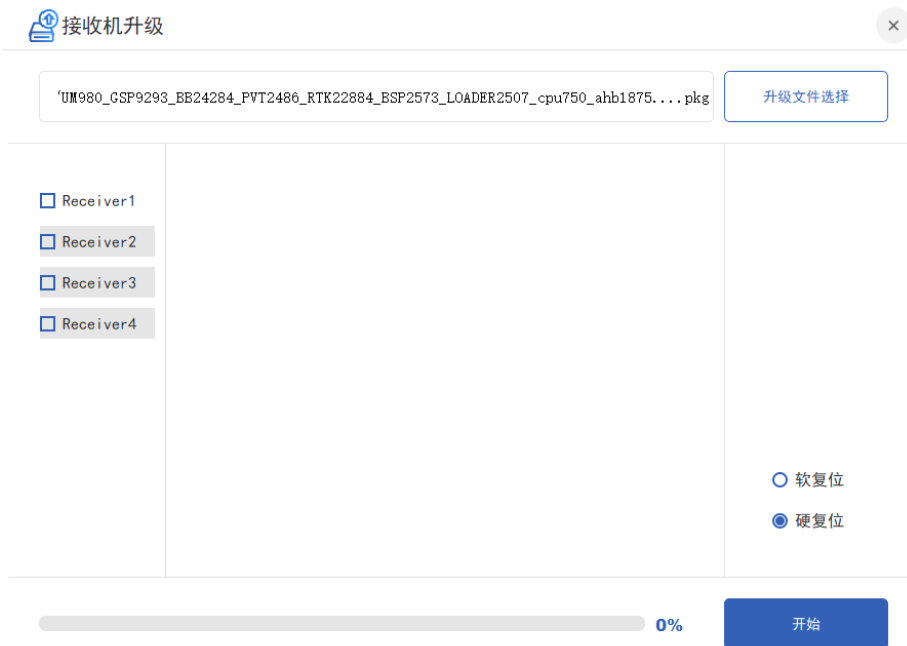 接收机升级
'UM980_GSP9293_BB24284_PVT2486_RTK22884_BSP2573_LOADER2507_cpu750_ahb1875....pkg
升级文件选择
Receiver1
Receiver2
Receiver3
Receiver4
软复位
硬复位
0%
开始